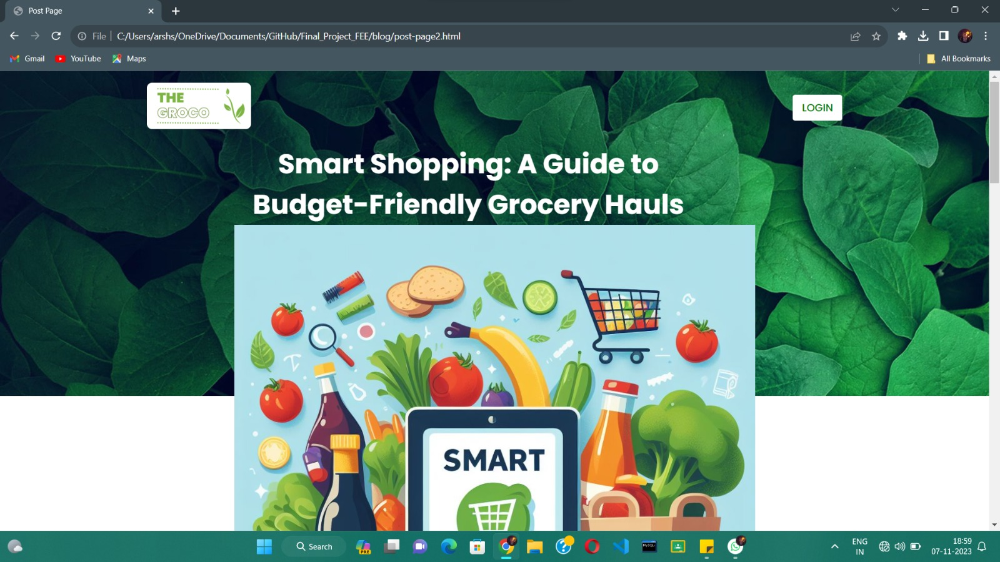 Post Page
File
C:/Users/arshs/OneDrive/Documents/GitHub/Final_Project_FEE/blog/post-page2.html
Gmail
YouTube
Maps
All Bookmarks
THE
GROCO
LOGIN
Smart Shopping: A Guide to
Budget-Friendly Grocery Hauls
SMART
Search
PRE
MySQL
ENG
IN
18:59
07-11-2023